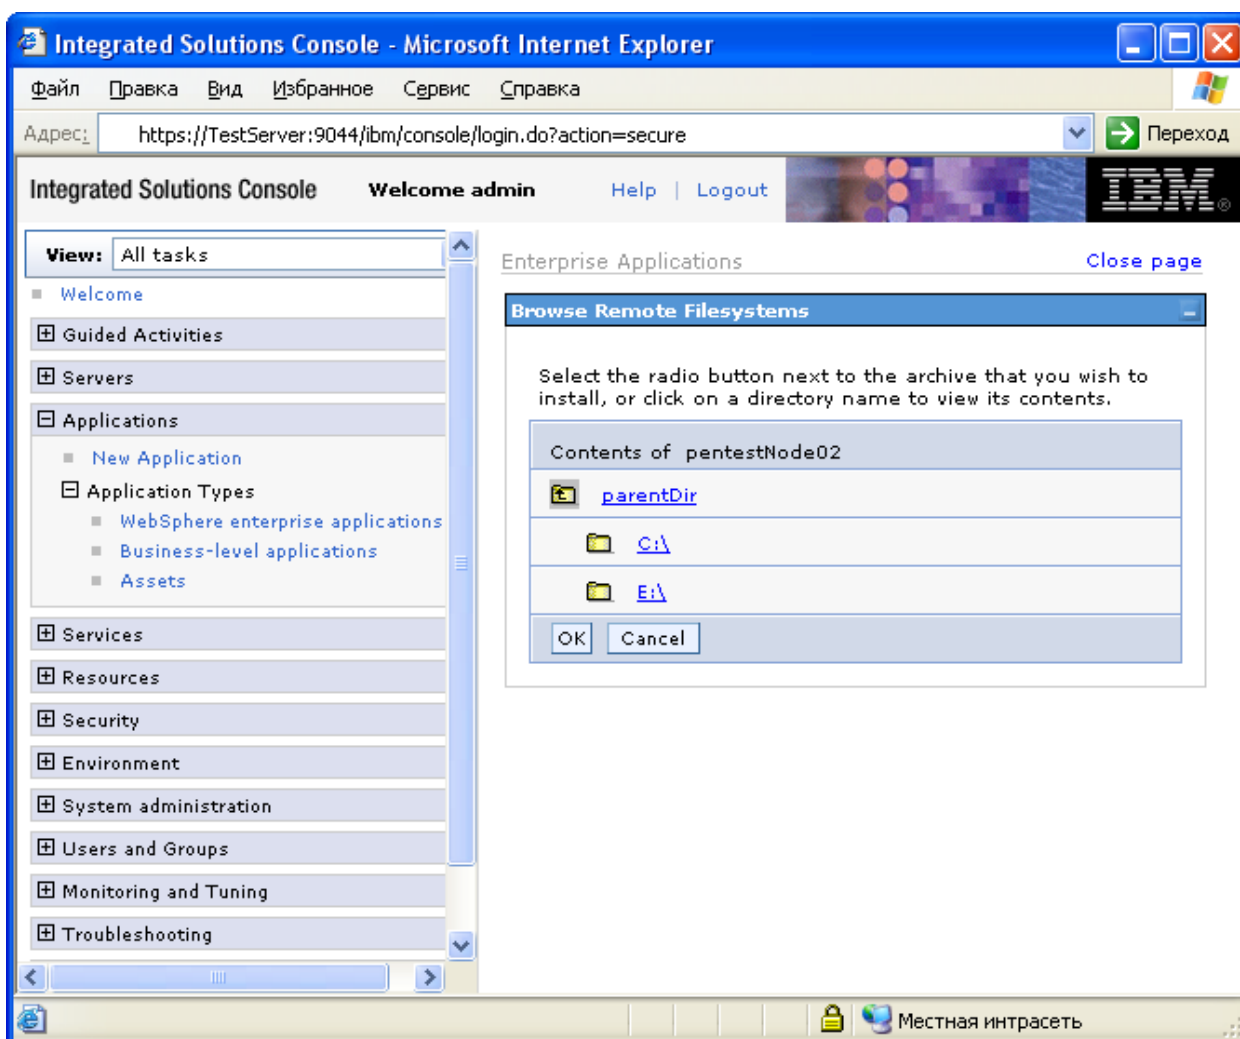 Integrated Solutions Console - Microsoft Internet Explorer
Файл Правка Вид Избранное Сервис Справка
Адрес: https://TestServer:9044/ibm/console/login.do?action=secure Переход
Integrated Solutions Console Welcome admin Help | Logout IBM®
View: All tasks
Welcome
Guided Activities
Servers
Applications
New Application
Application Types
WebSphere enterprise applications
Business-level applications
Assets
Services
Resources
Security
Environment
System administration
Users and Groups
Monitoring and Tuning
Troubleshooting
Enterprise Applications Close page
Browse Remote Filesystems
Select the radio button next to the archive that you wish to
install, or click on a directory name to view its contents.
Contents of pentestNode02
parentDir
C:\
E:\
OK Cancel
Местная интрасеть